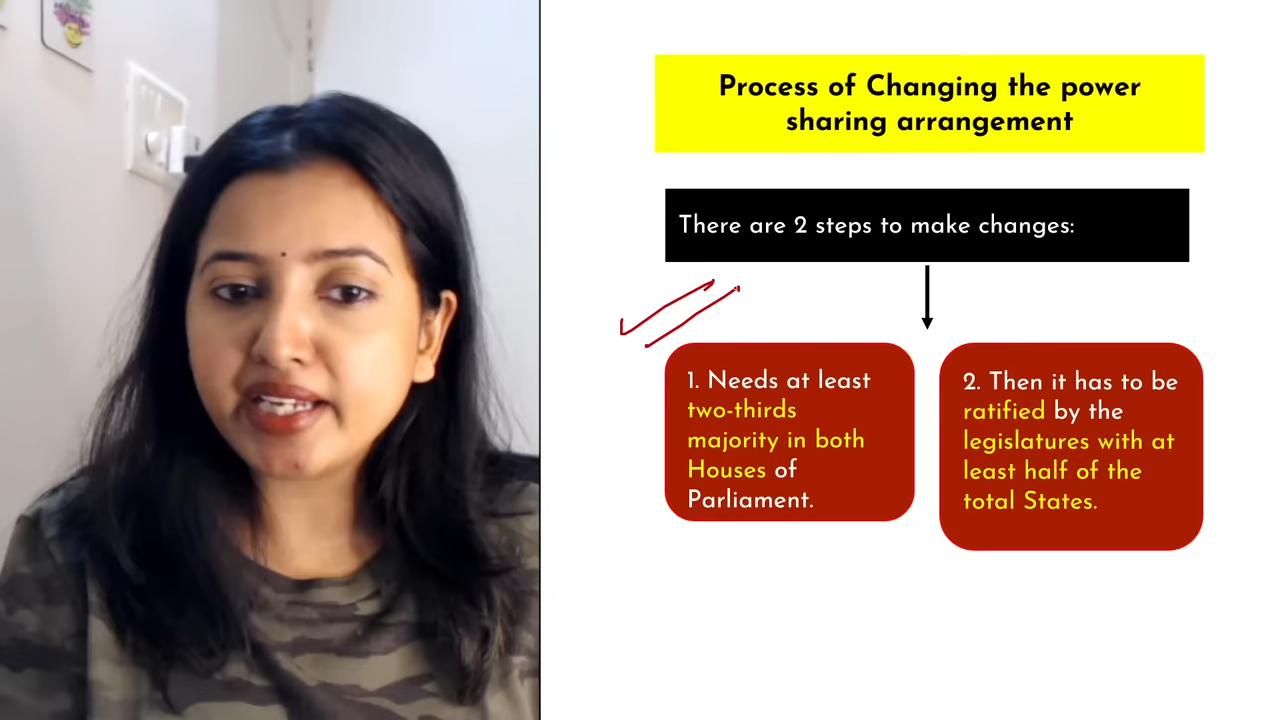 Process of Changing the power
sharing arrangement
There are 2 steps to make changes:
1. Needs at least
two-thirds
majority in both
Houses of
Parliament.
2. Then it has to be
ratified by the
legislatures with at
least half of the
total States.